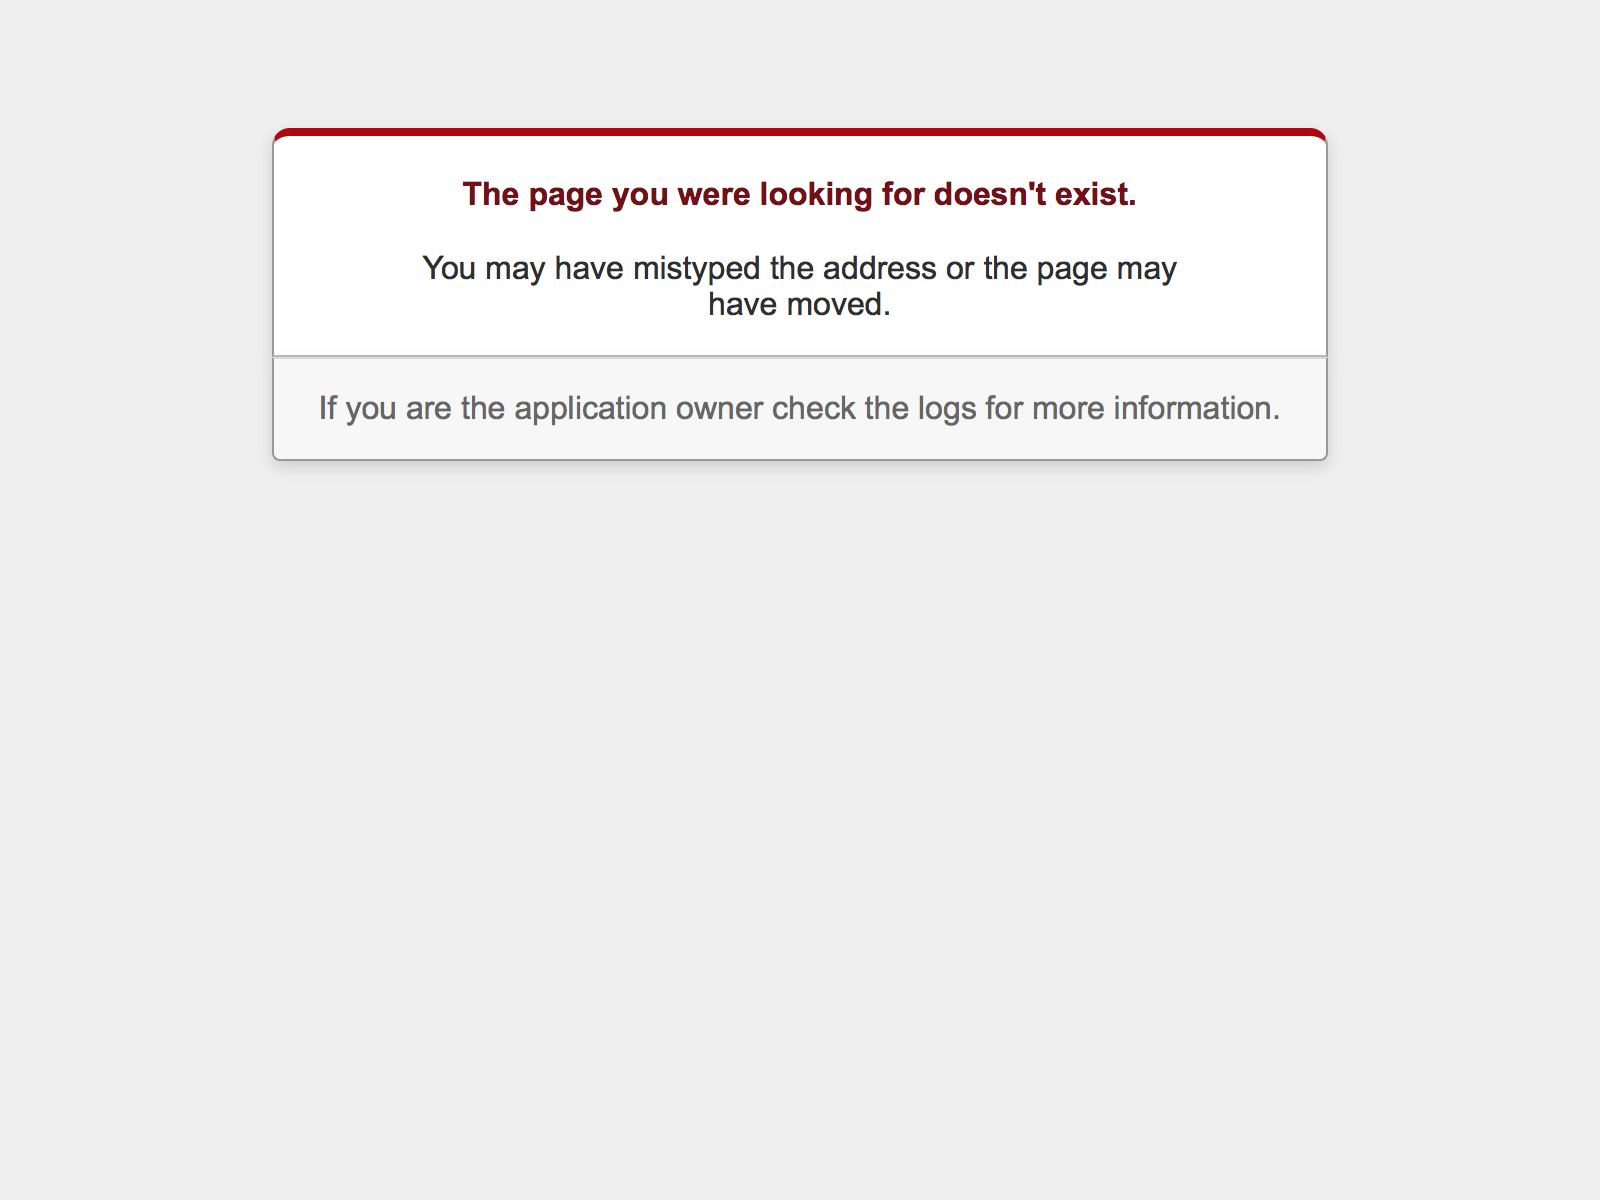 The page you were looking for doesn't exist.
You may have mistyped the address or the page may
have moved.
If you are the application owner check the logs for more information.